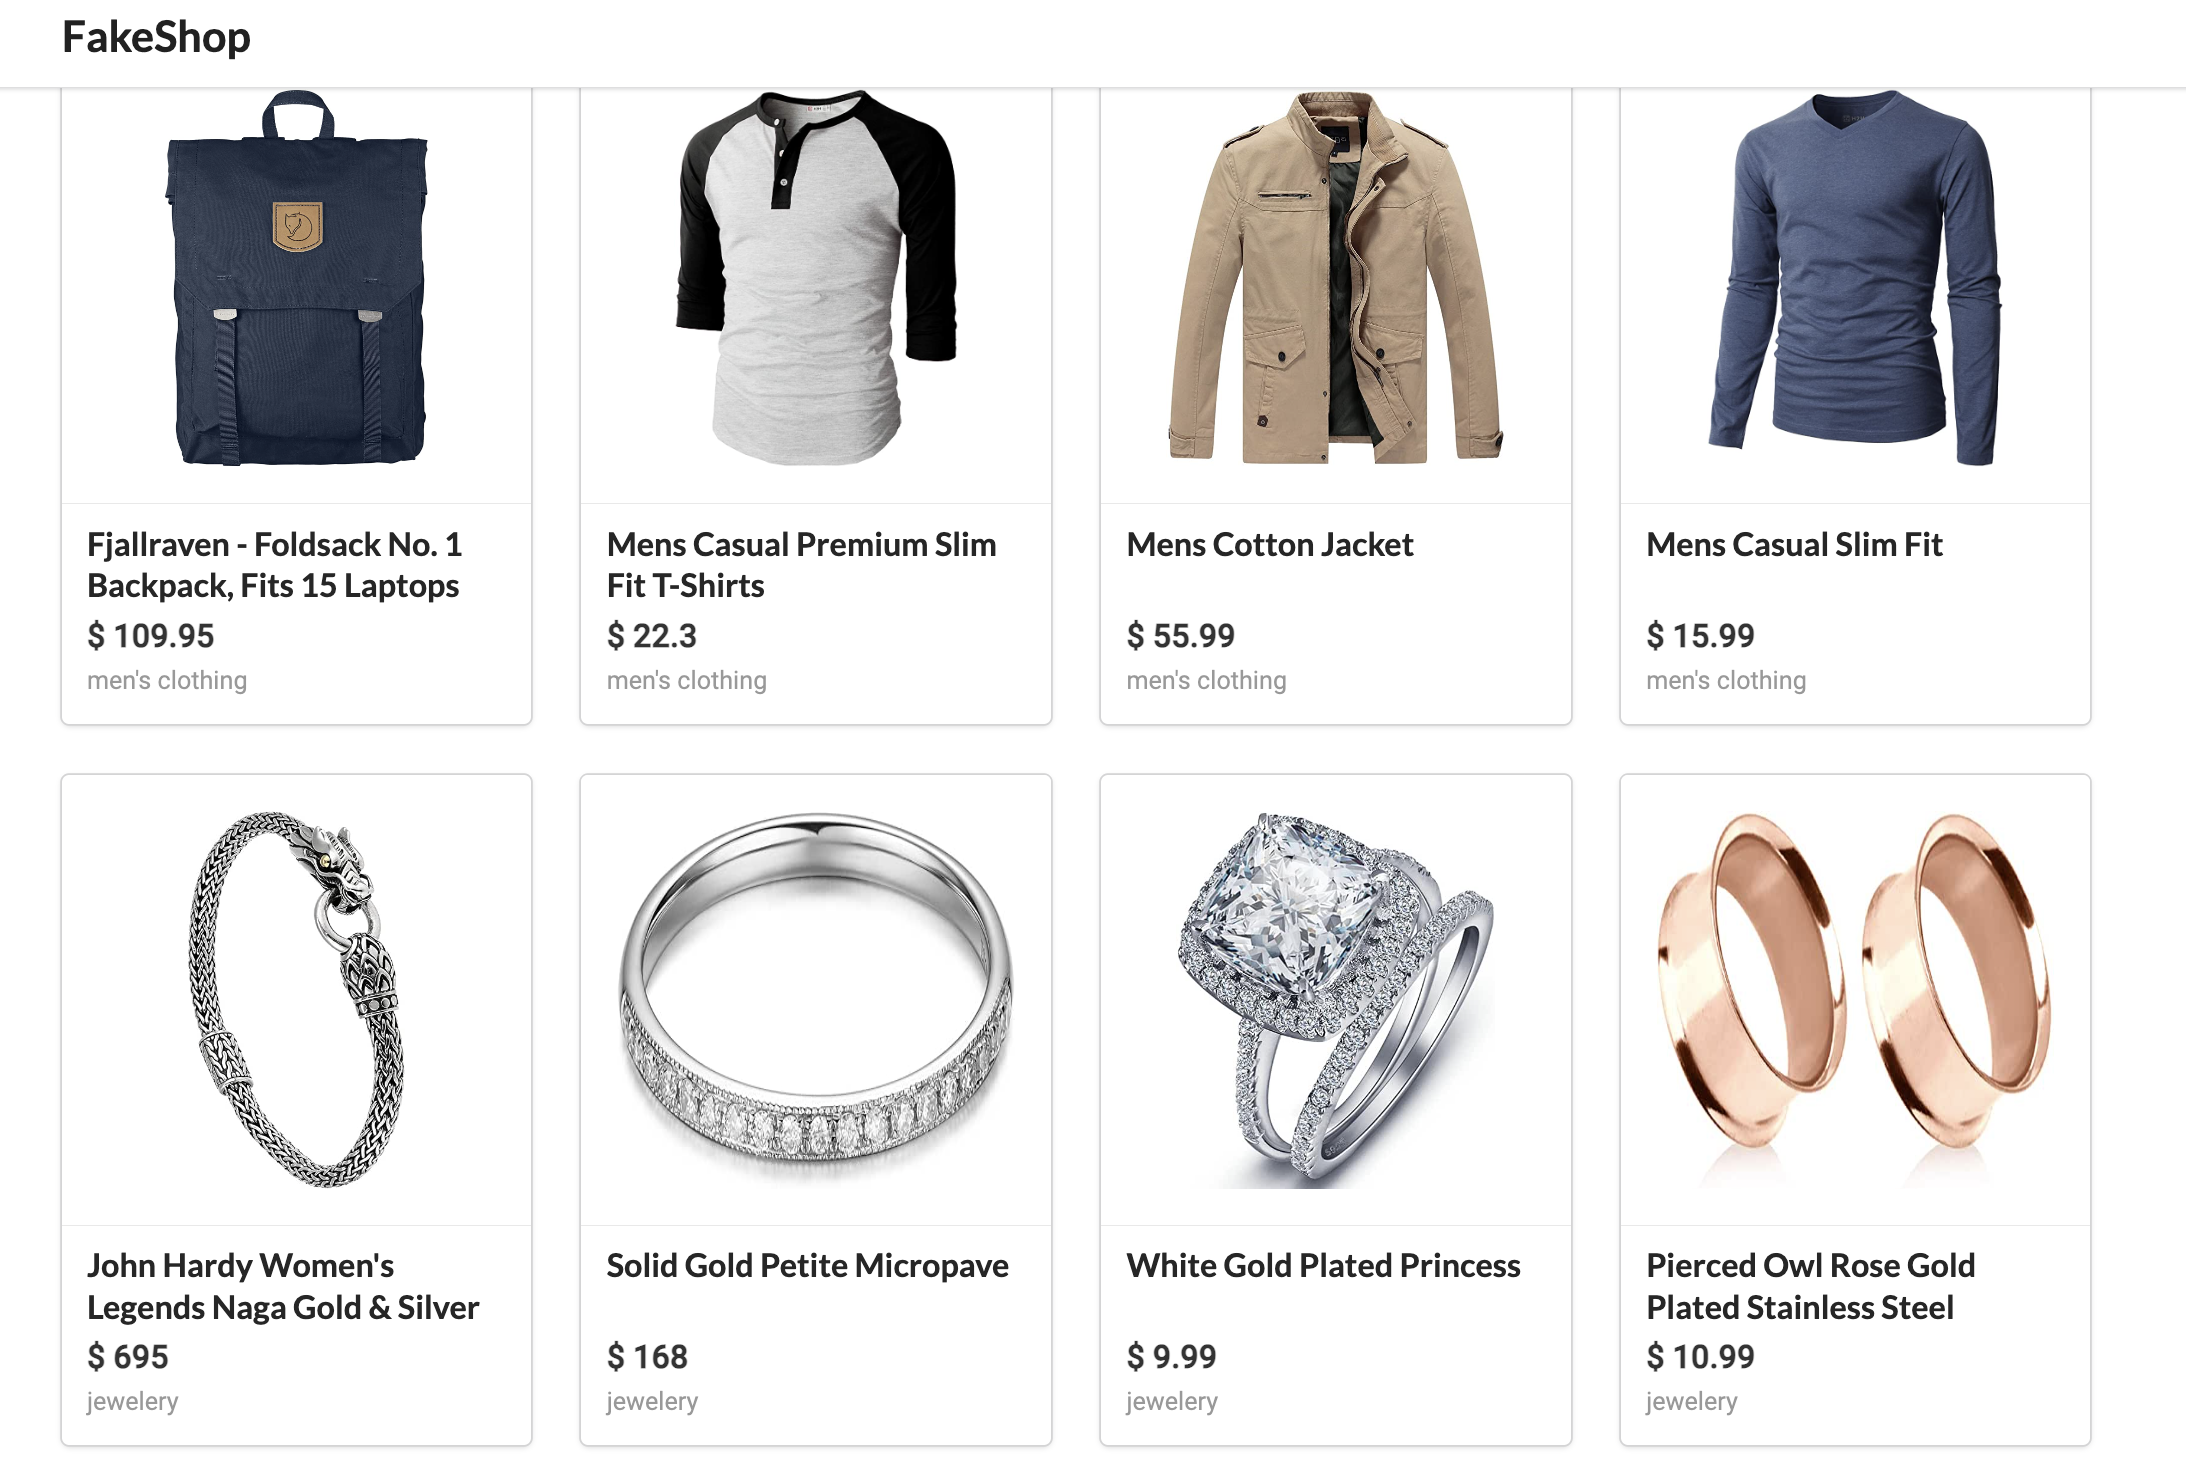 FakeShop
Fjallraven - Foldsack No. 1
Backpack, Fits 15 Laptops
$ 109.95
men's clothing
Mens Casual Premium Slim
Fit T-Shirts
$ 22.3
men's clothing
Mens Cotton Jacket
$ 55.99
men's clothing
Mens Casual Slim Fit
$ 15.99
men's clothing
John Hardy Women's
Legends Naga Gold & Silver
$ 695
jewelery
Solid Gold Petite Micropave
$ 168
jewelery
White Gold Plated Princess
$ 9.99
jewelery
Pierced Owl Rose Gold
Plated Stainless Steel
$ 10.99
jewelery